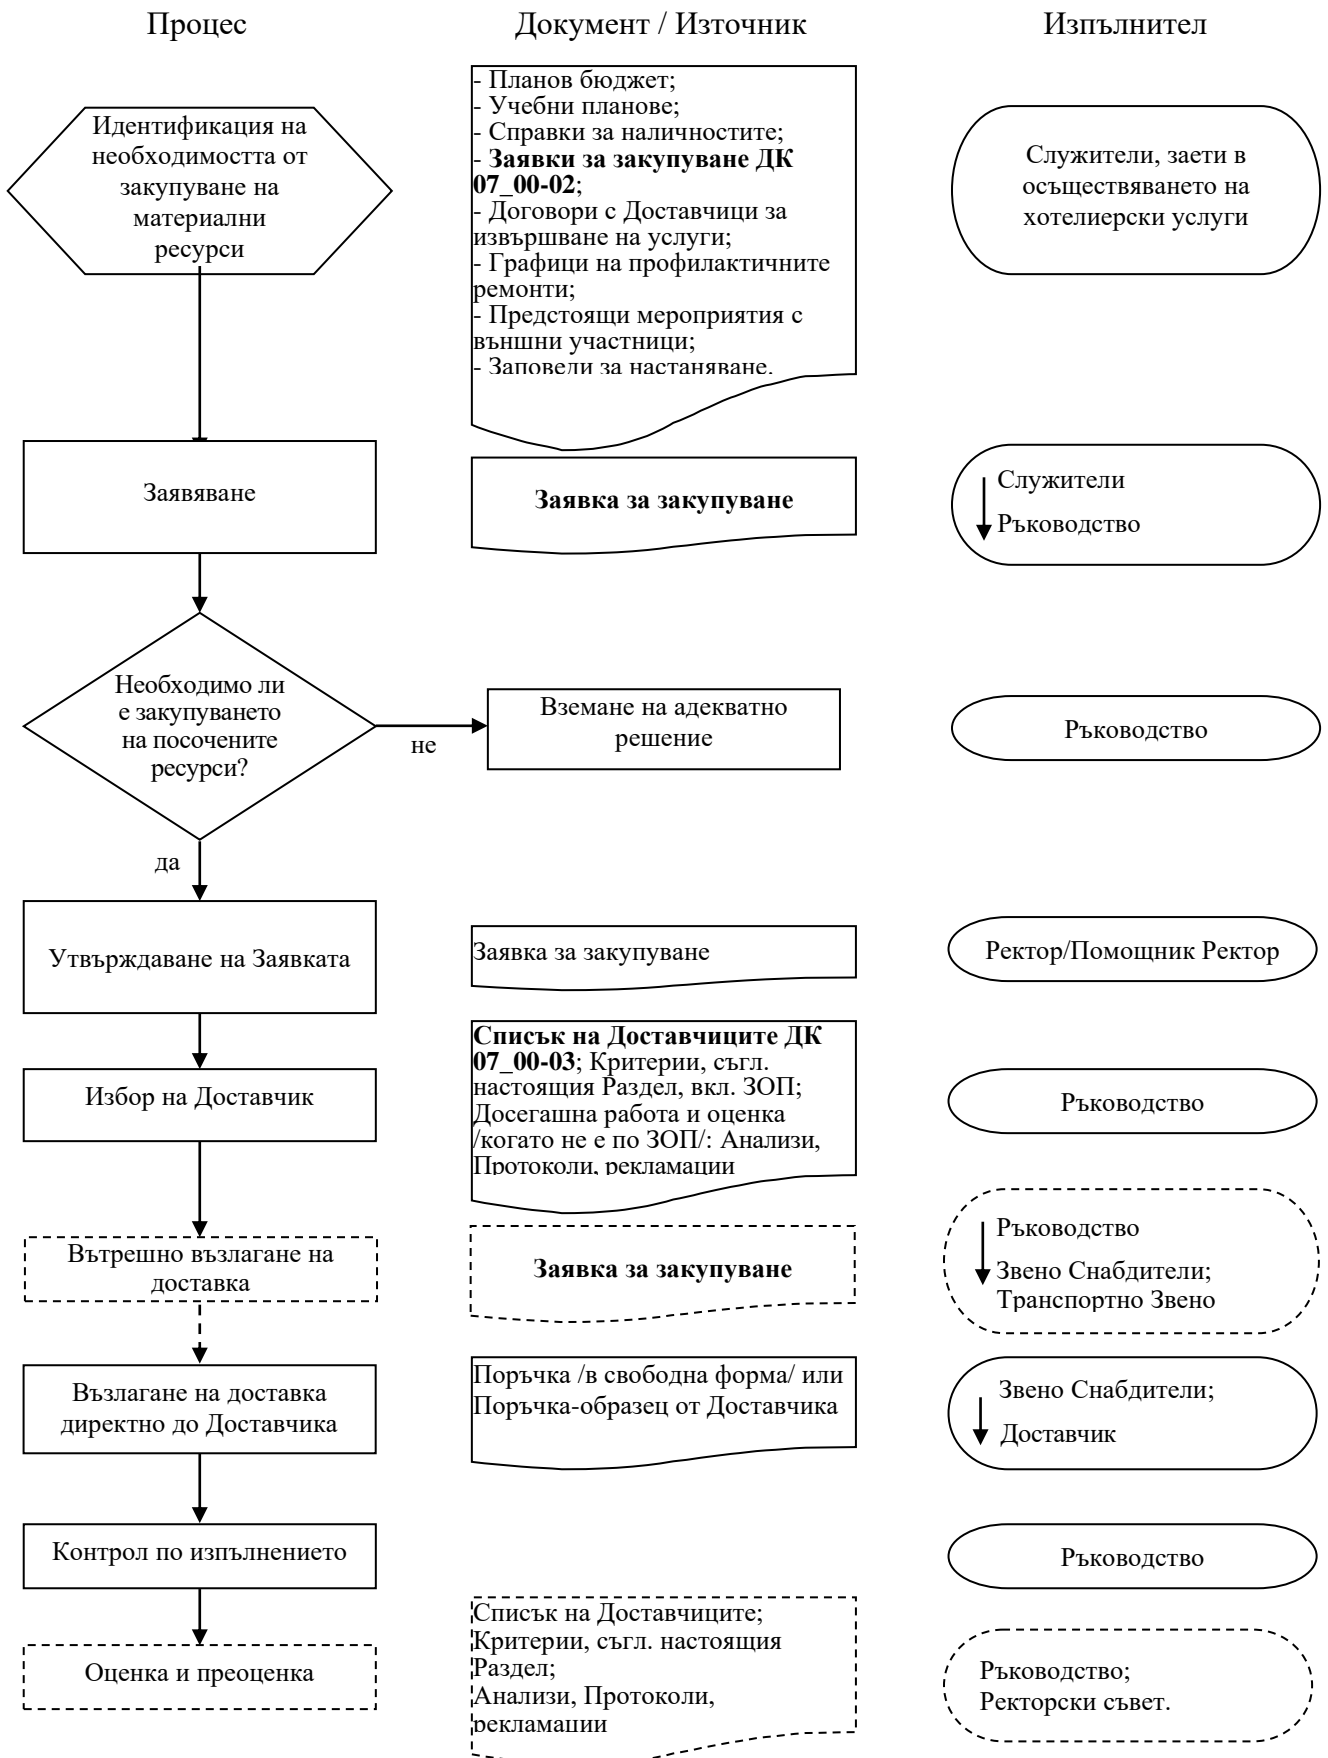 Процес
Документ / Източник
Изпълнител
Идентификация на
необходимостта от
закупуване на
материални
ресурси
- Планов бюджет;
- Учебни планове;
- Справки за наличностите;
- Заявки за закупуване ДК
07_00-02;
- Договори с Доставчици за
извършване на услуги;
- Графици на профилактичните
ремонти;
- Предстоящи мероприятия с
външни участници;
- Заповеди за настаняване.
Служители, заети в
осъществяването на
хотелиерски услуги
Заявяване
Заявка за закупуване
Служители
Ръководство
Необходимо ли
е закупуването
на посочените
ресурси?
не
Вземане на адекватно
решение
Ръководство
да
Утвърждаване на Заявката
Заявка за закупуване
Ректор/Помощник Ректор
Избор на Доставчик
Списък на Доставчиците ДК
07_00-03; Критерии, съгл.
настоящия Раздел, вкл. ЗОП;
Досегашна работа и оценка
/когато не е по ЗОП/: Анализи,
Протоколи, рекламации
Ръководство
Вътрешно възлагане на
доставка
Заявка за закупуване
Ръководство
Звено Снабдители;
Транспортно Звено
Възлагане на доставка
директно до Доставчика
Поръчка /в свободна форма/ или
Поръчка-образец от Доставчика
Звено Снабдители;
Доставчик
Контрол по изпълнението
Ръководство
Оценка и преоценка
Списък на Доставчиците;
Критерии, съгл. настоящия
Раздел;
Анализи, Протоколи,
рекламации
Ръководство;
Ректорски съвет.